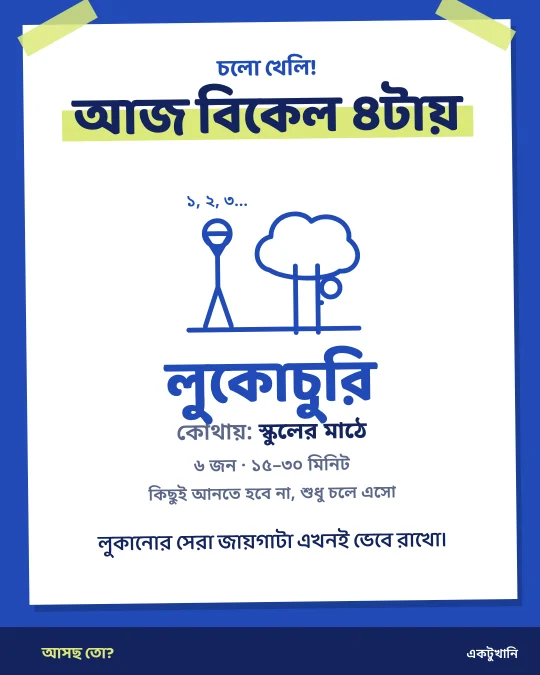 চলো খেলি!
আজ বিকেল ৪টায়
১, ২, ৩...
লুকোচুরি
কোথায়: স্কুলের মাঠে
৬ জন · ১৫–৩০ মিনিট
কিছুই আনতে হবে না, শুধু চলে এসো
লুকানোর সেরা জায়গাটা এখনই ভেবে রাখো।
আসছ তো?
একটুখানি